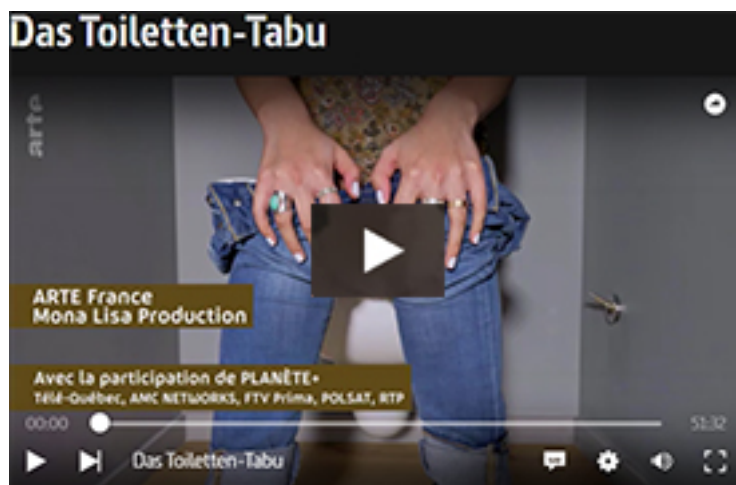 Das Toiletten-Tabu
arte
ARTE France
Mona Lisa Production
Avec la participation de PLANÈTE+
Télé-Québec, AMC NETWORKS, FTV Prima, POLSAT, RTP
00:00
51:32
Das Toiletten-Tabu